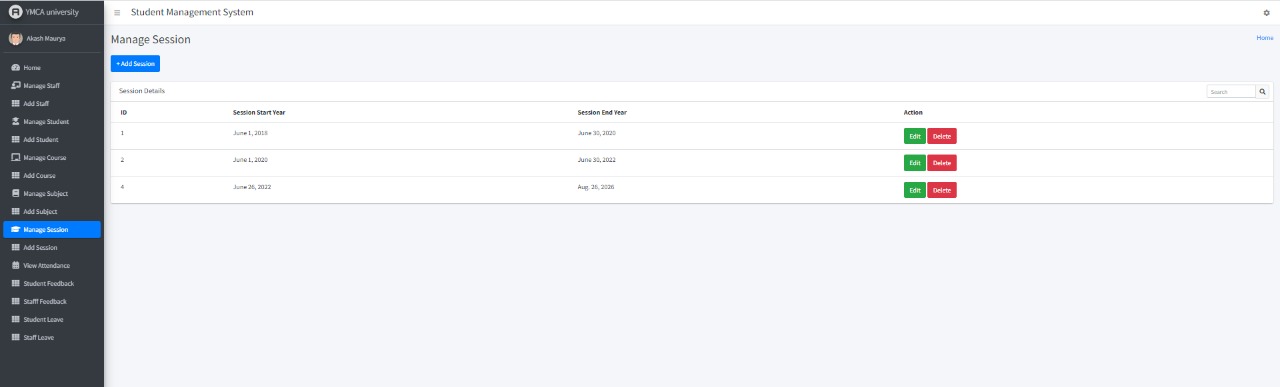 YMCA university
Student Management System
Akash Maurya
Home
Manage Staff
Add Staff
Manage Student
Add Student
Manage Course
Add Course
Manage Subject
Add Subject
Manage Session
Add Session
View Attendance
Student Feedback
Stafff Feedback
Student Leave
Staff Leave
Manage Session
Home
+ Add Session
Session Details
Search
ID Session Start Year Session End Year Action
1 June 1, 2018 June 30, 2020 Edit Delete
2 June 1, 2020 June 30, 2022 Edit Delete
4 June 26, 2022 Aug. 26, 2026 Edit Delete